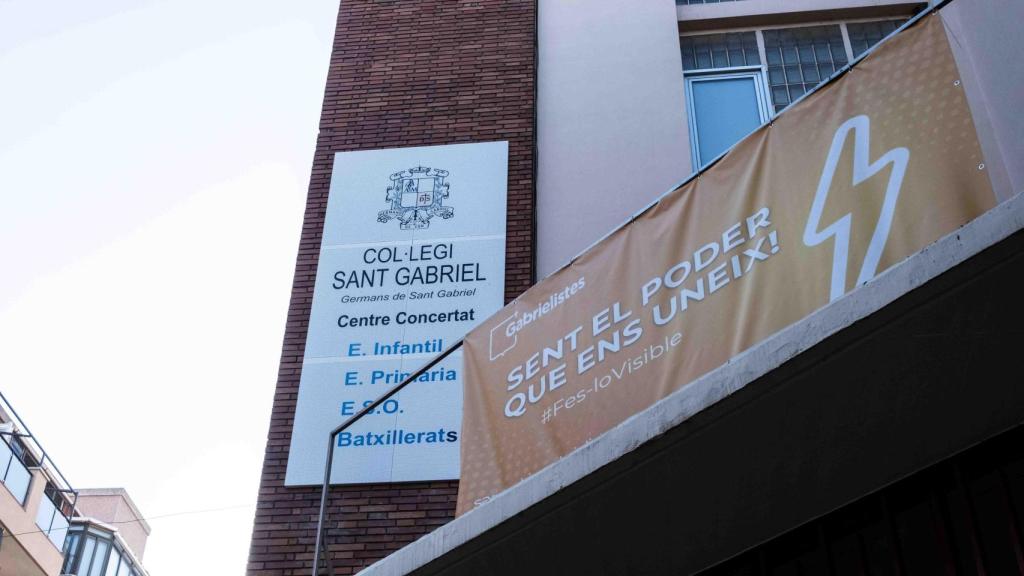 COL·LEGI
SANT GABRIEL
Germans de Sant Gabriel
Centre Concertat
E. Infantil
E. Primària
E.S.O.
Batxillerats
Gabrielistes
SENT EL PODER
QUE ENS UNEIX!
#Fes-loVisible